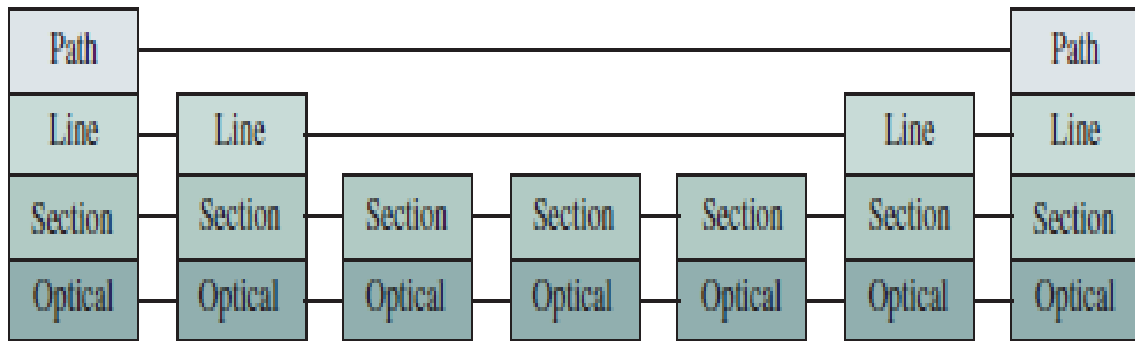 Path Path
Line Line Line Line
Section Section Section Section Section Section Section
Optical Optical Optical Optical Optical Optical Optical